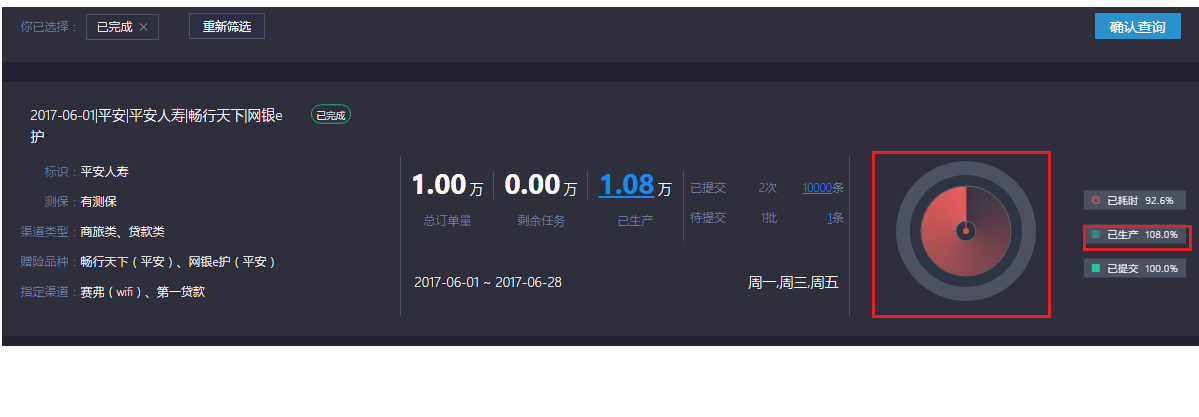 你已选择： 已完成 × 重新筛选 确认查询
2017-06-01|平安|平安人寿|畅行天下|网银e 已完成
护
标识：平安人寿
测保：有测保
渠道类型：商旅类、贷款类
赠险品种：畅行天下（平安）、网银e护（平安）
指定渠道：赛弗（wifi）、第一贷款
1.00 万 0.00 万 1.08 万
总订单量 剩余任务 已生产
已提交 2次 10000条
待提交 1批 1条
2017-06-01 ~ 2017-06-28 周一,周三,周五
已耗时 92.6%
已生产 108.0%
已提交 100.0%